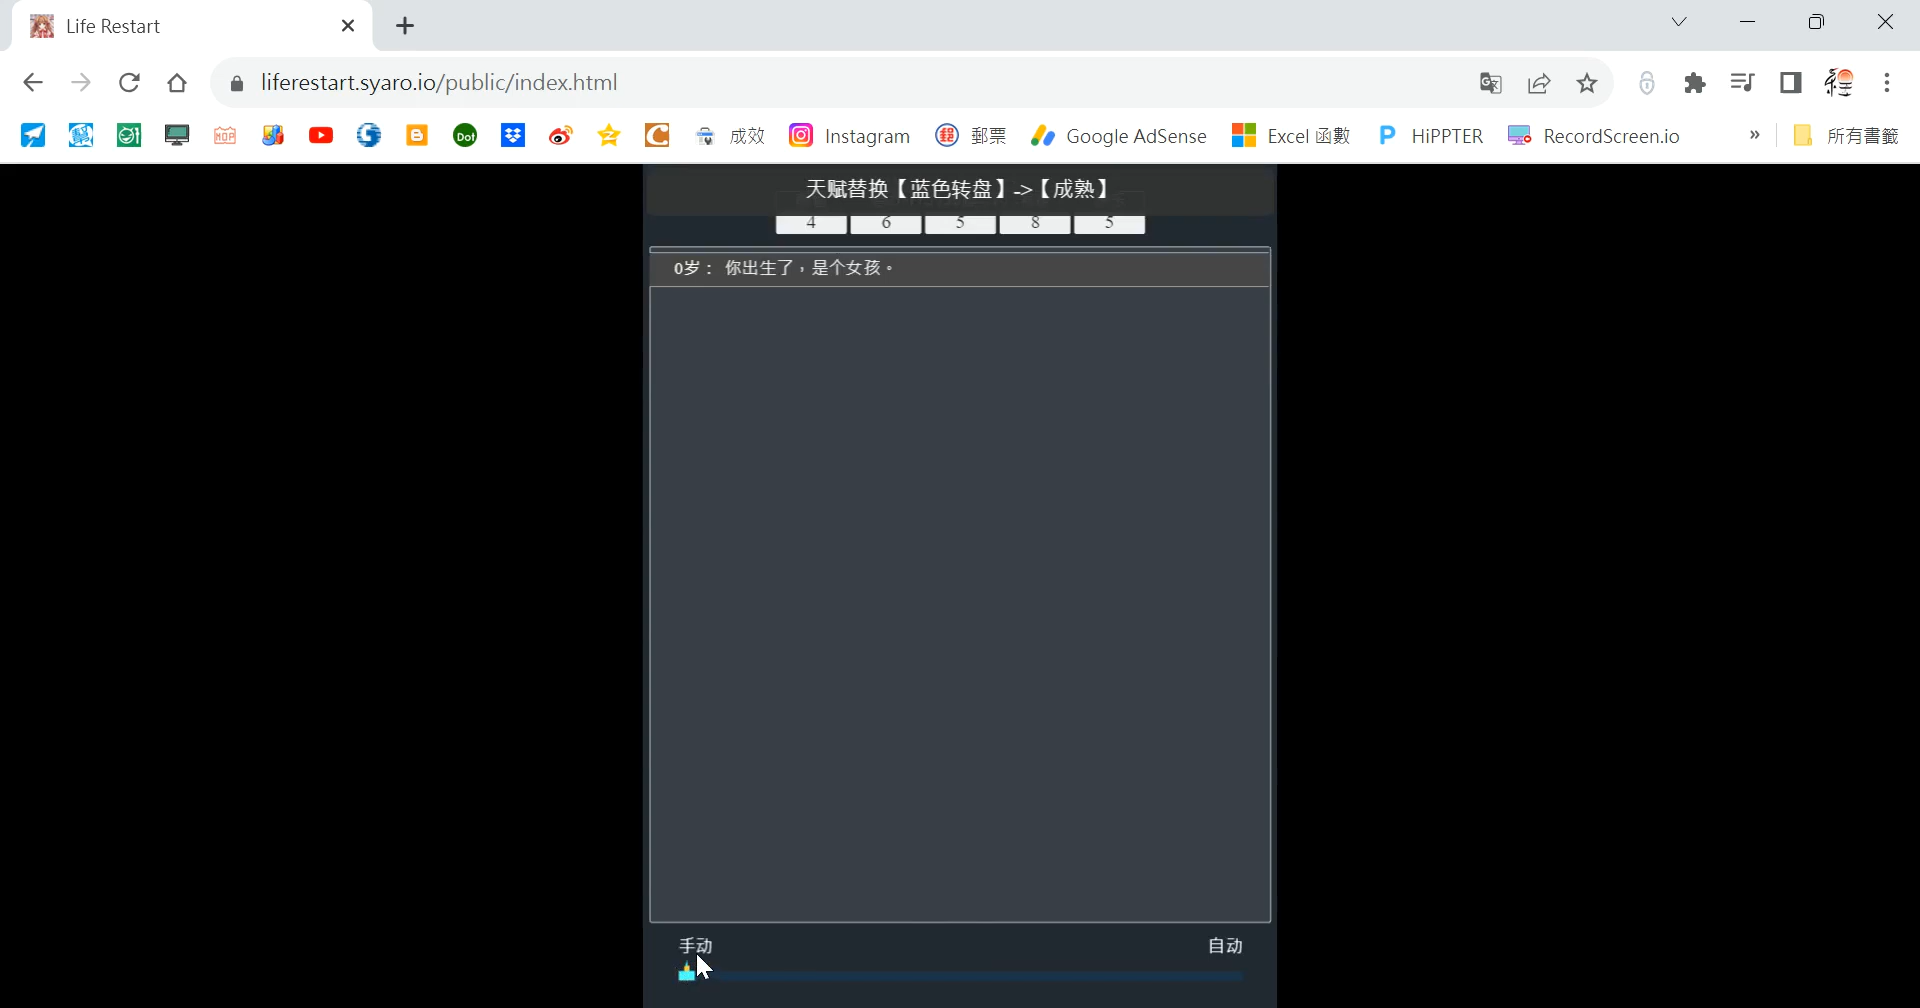 Life Restart
liferestart.syaro.io/public/index.html
NOP
Dot
成效
Instagram
郵票
Google AdSense
Excel 函數
HiPPTER
RecordScreen.io
»
所有書籤
天赋替换【蓝色转盘】->【成熟】
4 6 5 8 5
0岁： 你出生了，是个女孩。
手动
自动